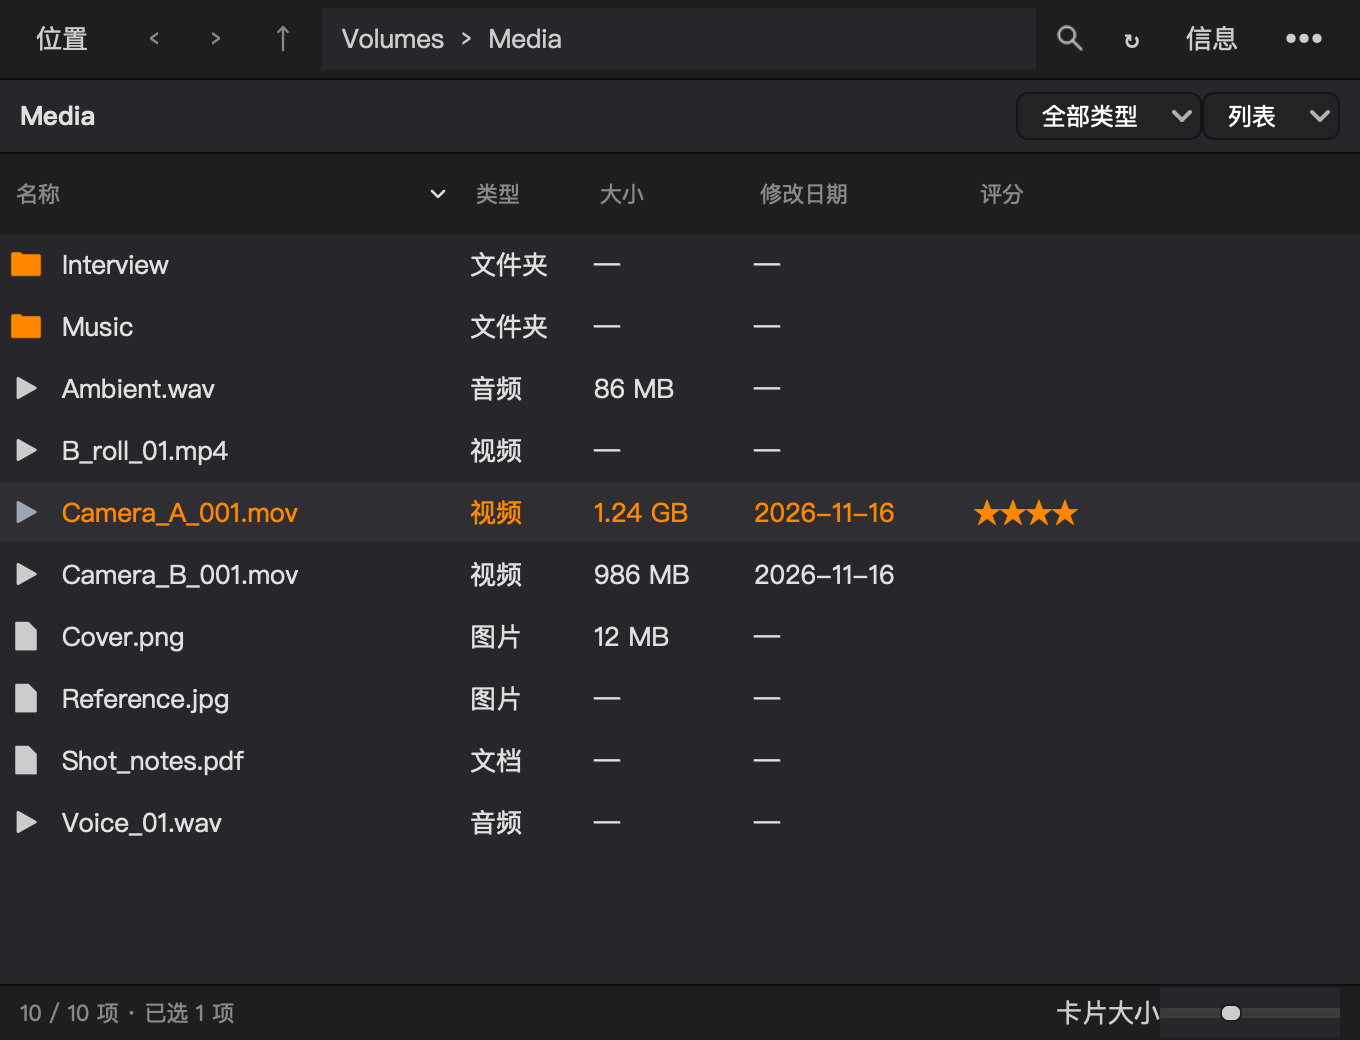 位置 < > ↑ Volumes > Media ↻ 信息 •••
Media 全部类型 列表
名称 类型 大小 修改日期 评分
Interview 文件夹 — —
Music 文件夹 — —
Ambient.wav 音频 86 MB —
B_roll_01.mp4 视频 — —
Camera_A_001.mov 视频 1.24 GB 2026-11-16 ★★★★
Camera_B_001.mov 视频 986 MB 2026-11-16
Cover.png 图片 12 MB —
Reference.jpg 图片 — —
Shot_notes.pdf 文档 — —
Voice_01.wav 音频 — —
10 / 10 项 · 已选 1 项 卡片大小